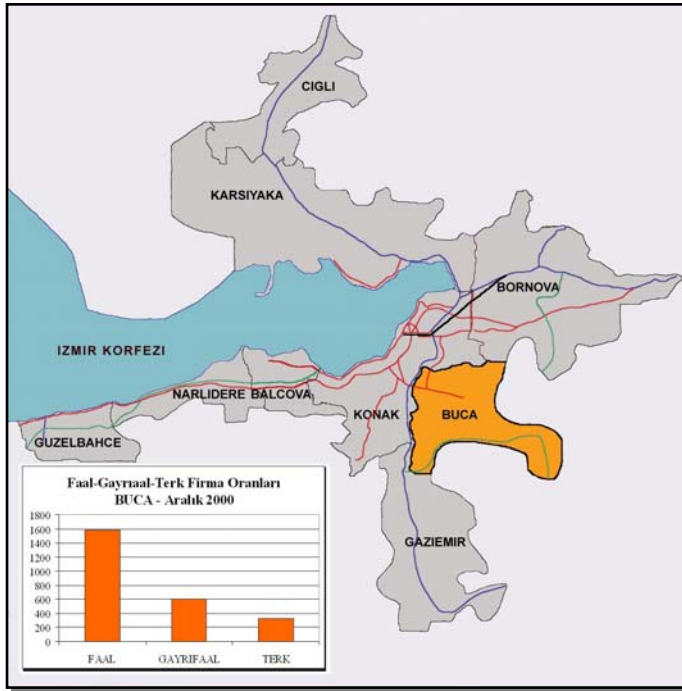 CIGLI
KARSIYAKA
BORNOVA
IZMIR KORFEZI
NARLIDERE BALCOVA
KONAK
BUCA
GUZELBAHCE
GAZIEMIR
Faal-Gayrıaal-Terk Firma Oranları
BUCA - Aralık 2000
1800
1600
1400
1200
1000
800
600
400
200
0
FAAL GAYRIFAAL TERK